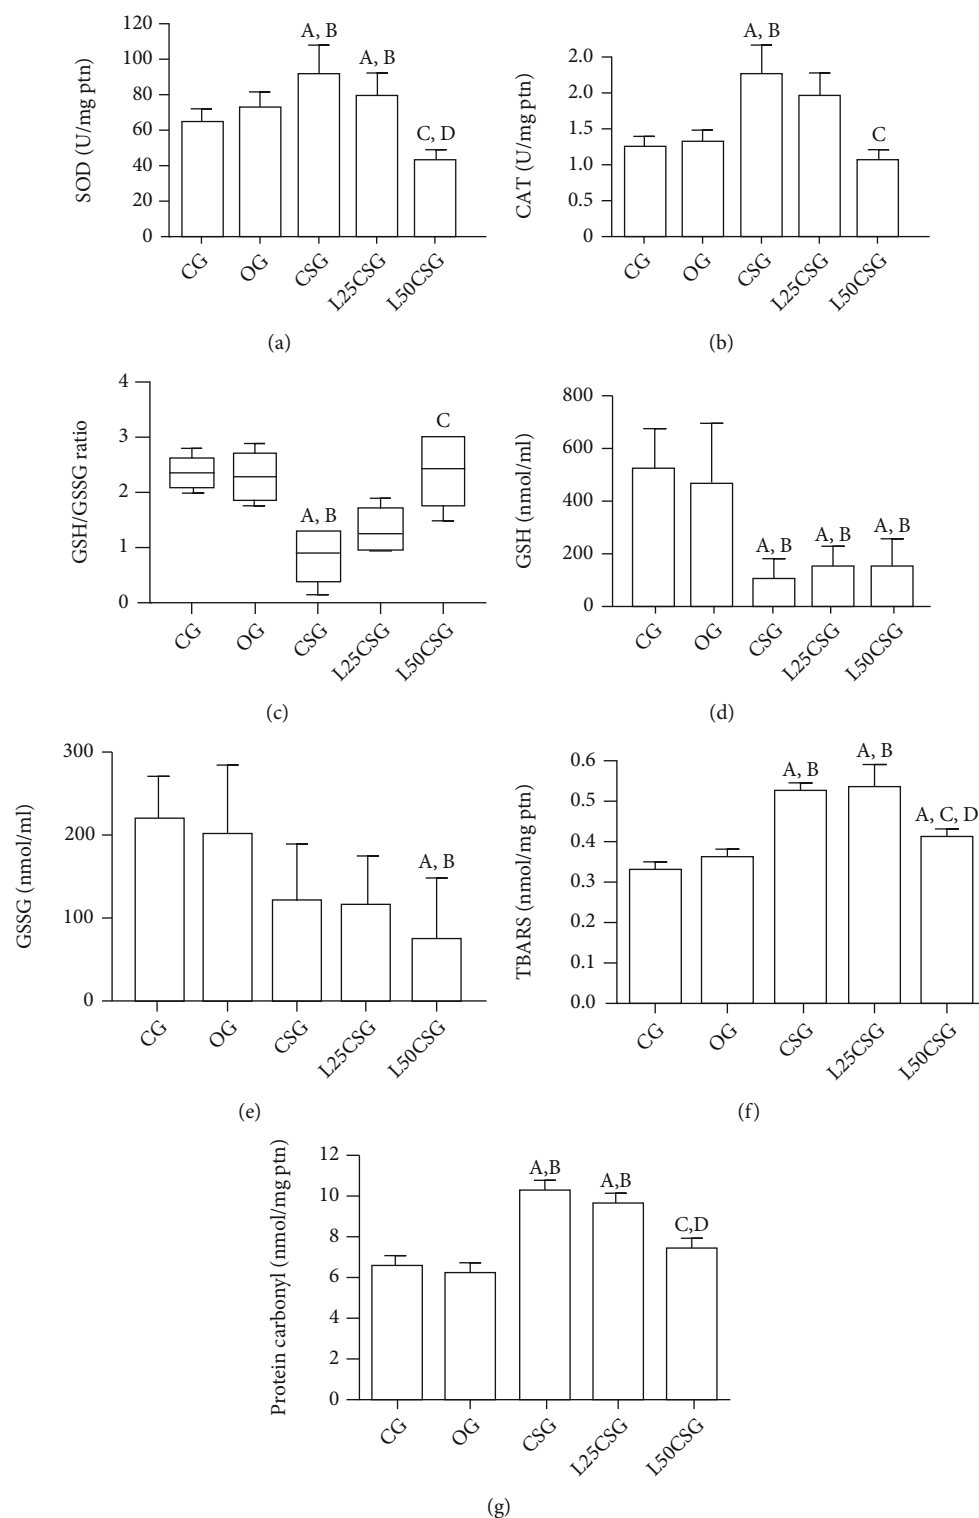 SOD (U/mg ptn)
120
100
80
60
40
20
0
A, B
A, B
C, D
CG
OG
CSG
L25CSG
L50CSG
(a)
CAT (U/mg ptn)
2.0
2.0
1.5
1.0
0.5
0
A, B
C
CG
OG
CSG
L25CSG
L50CSG
(b)
GSH/GSSG ratio
4
3
2
1
0
A, B
C
CG
OG
CSG
L25CSG
L50CSG
(c)
GSH (nmol/ml)
800
600
400
200
0
A, B
A, B
A, B
CG
OG
CSG
L25CSG
L50CSG
(d)
GSSG (nmol/ml)
300
200
100
0
A, B
CG
OG
CSG
L25CSG
L50CSG
(e)
TBARS (nmol/mg ptn)
0.6
0.5
0.4
0.3
0.2
0.1
0.0
A, B
A, B
A, C, D
CG
OG
CSG
L25CSG
L50CSG
(f)
Protein carbonyl (nmol/mg ptn)
12
10
8
6
4
2
0
A,B
A,B
C,D
CG
OG
CSG
L25CSG
L50CSG
(g)